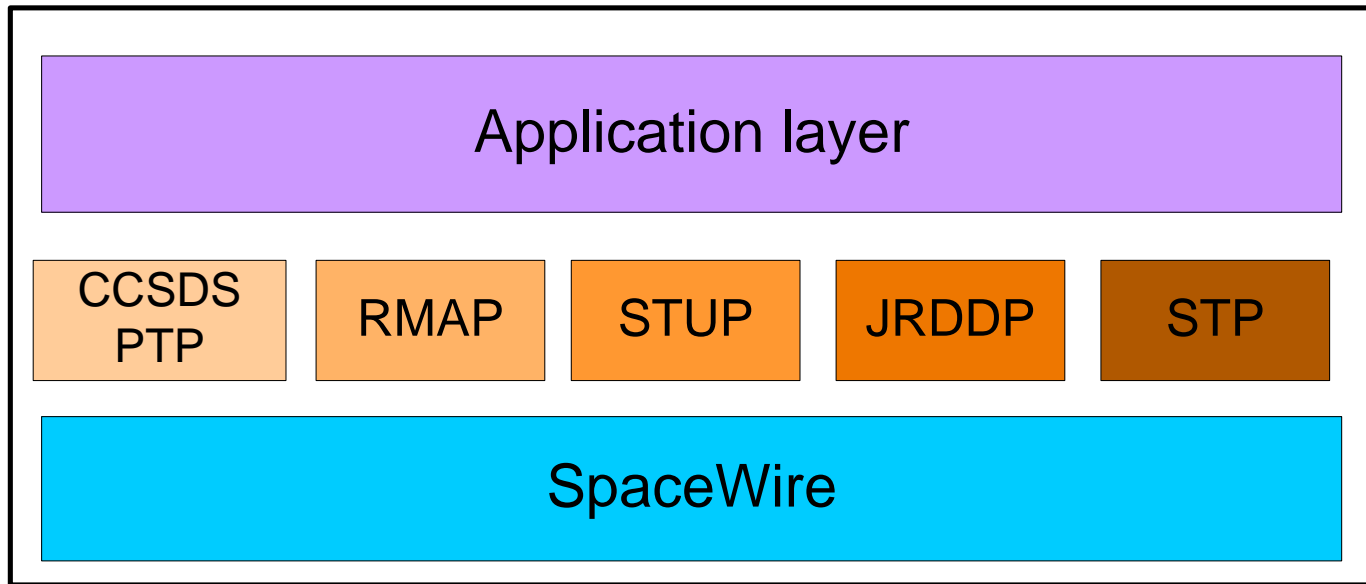 Application layer
CCSDS
PTP
RMAP
STUP
JRDDP
STP
SpaceWire